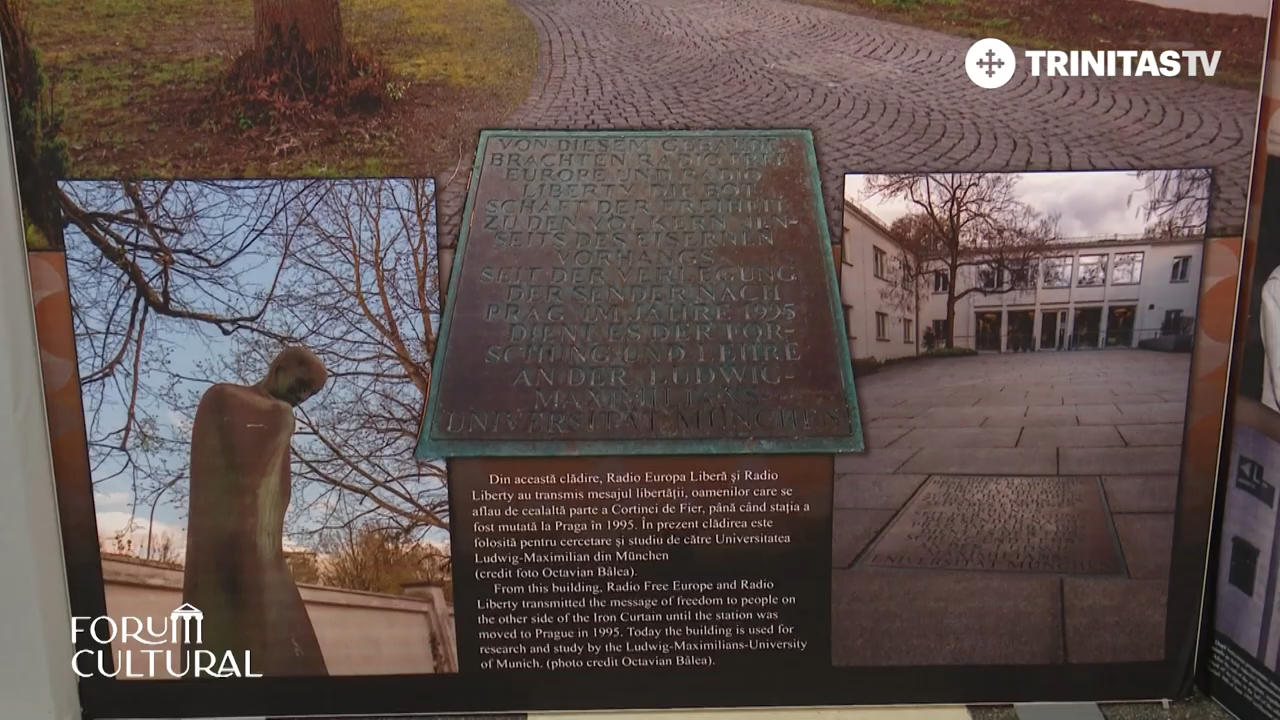 TRINITASTV
VON DIESEM GEBÄUDE
BRACHTEN RADIO FREE
EUROPE UND RADIO
LIBERTY DIE BOT-
SCHAFT DER FREIHEIT
ZU DEN VÖLKERN JEN-
SEITS DES EISERNEN
VORHANGS.
SEIT DER VERLEGUNG
DER SENDER NACH
PRAG IM JAHRE 1995
DIENT ES DER FOR-
SCHUNG UND LEHRE
AN DER LUDWIG-
MAXIMILIANS-
UNIVERSITÄT MÜNCHEN
Din această clădire, Radio Europa Liberă şi Radio
Liberty au transmis mesajul libertăţii, oamenilor care se
aflau de cealaltă parte a Cortinei de Fier, până când staţia a
fost mutată la Praga în 1995. În prezent clădirea este
folosită pentru cercetare şi studiu de către Universitatea
Ludwig-Maximilian din München
(credit foto Octavian Bâlea).
From this building, Radio Free Europe and Radio
Liberty transmitted the message of freedom to people on
the other side of the Iron Curtain until the station was
moved to Prague in 1995. Today the building is used for
research and study by the Ludwig-Maximilians-University
of Munich. (photo credit Octavian Bâlea).
FORUM
CULTURAL